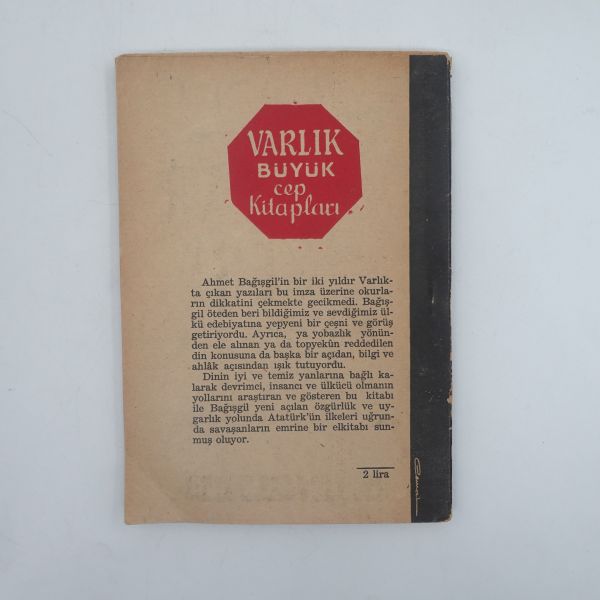 VARLIK
BÜYÜK
cep
Kitapları
Ahmet Bağışgil'in bir iki yıldır Varlık-
ta çıkan yazıları bu imza üzerine okurla-
rın dikkatini çekmekte gecikmedi. Bağış-
gil öteden beri bildiğimiz ve sevdiğimiz ül-
kü edebiyatına yepyeni bir çeşni ve görüş
getiriyordu. Ayrıca, ya yobazlık yönün-
den ele alınan ya da topyekûn reddedilen
din konusuna da başka bir açıdan, bilgi ve
ahlâk açısından ışık tutuyordu.
Dinin iyi ve temiz yanlarına bağlı ka-
larak devrimci, insancı ve ülkücü olmanın
yollarını araştıran ve gösteren bu kitabı
ile Bağışgil yeni açılan özgürlük ve uy-
garlık yolunda Atatürk'ün ilkeleri uğrun-
da savaşanların emrine bir elkitabı sun-
muş oluyor.
2 lira